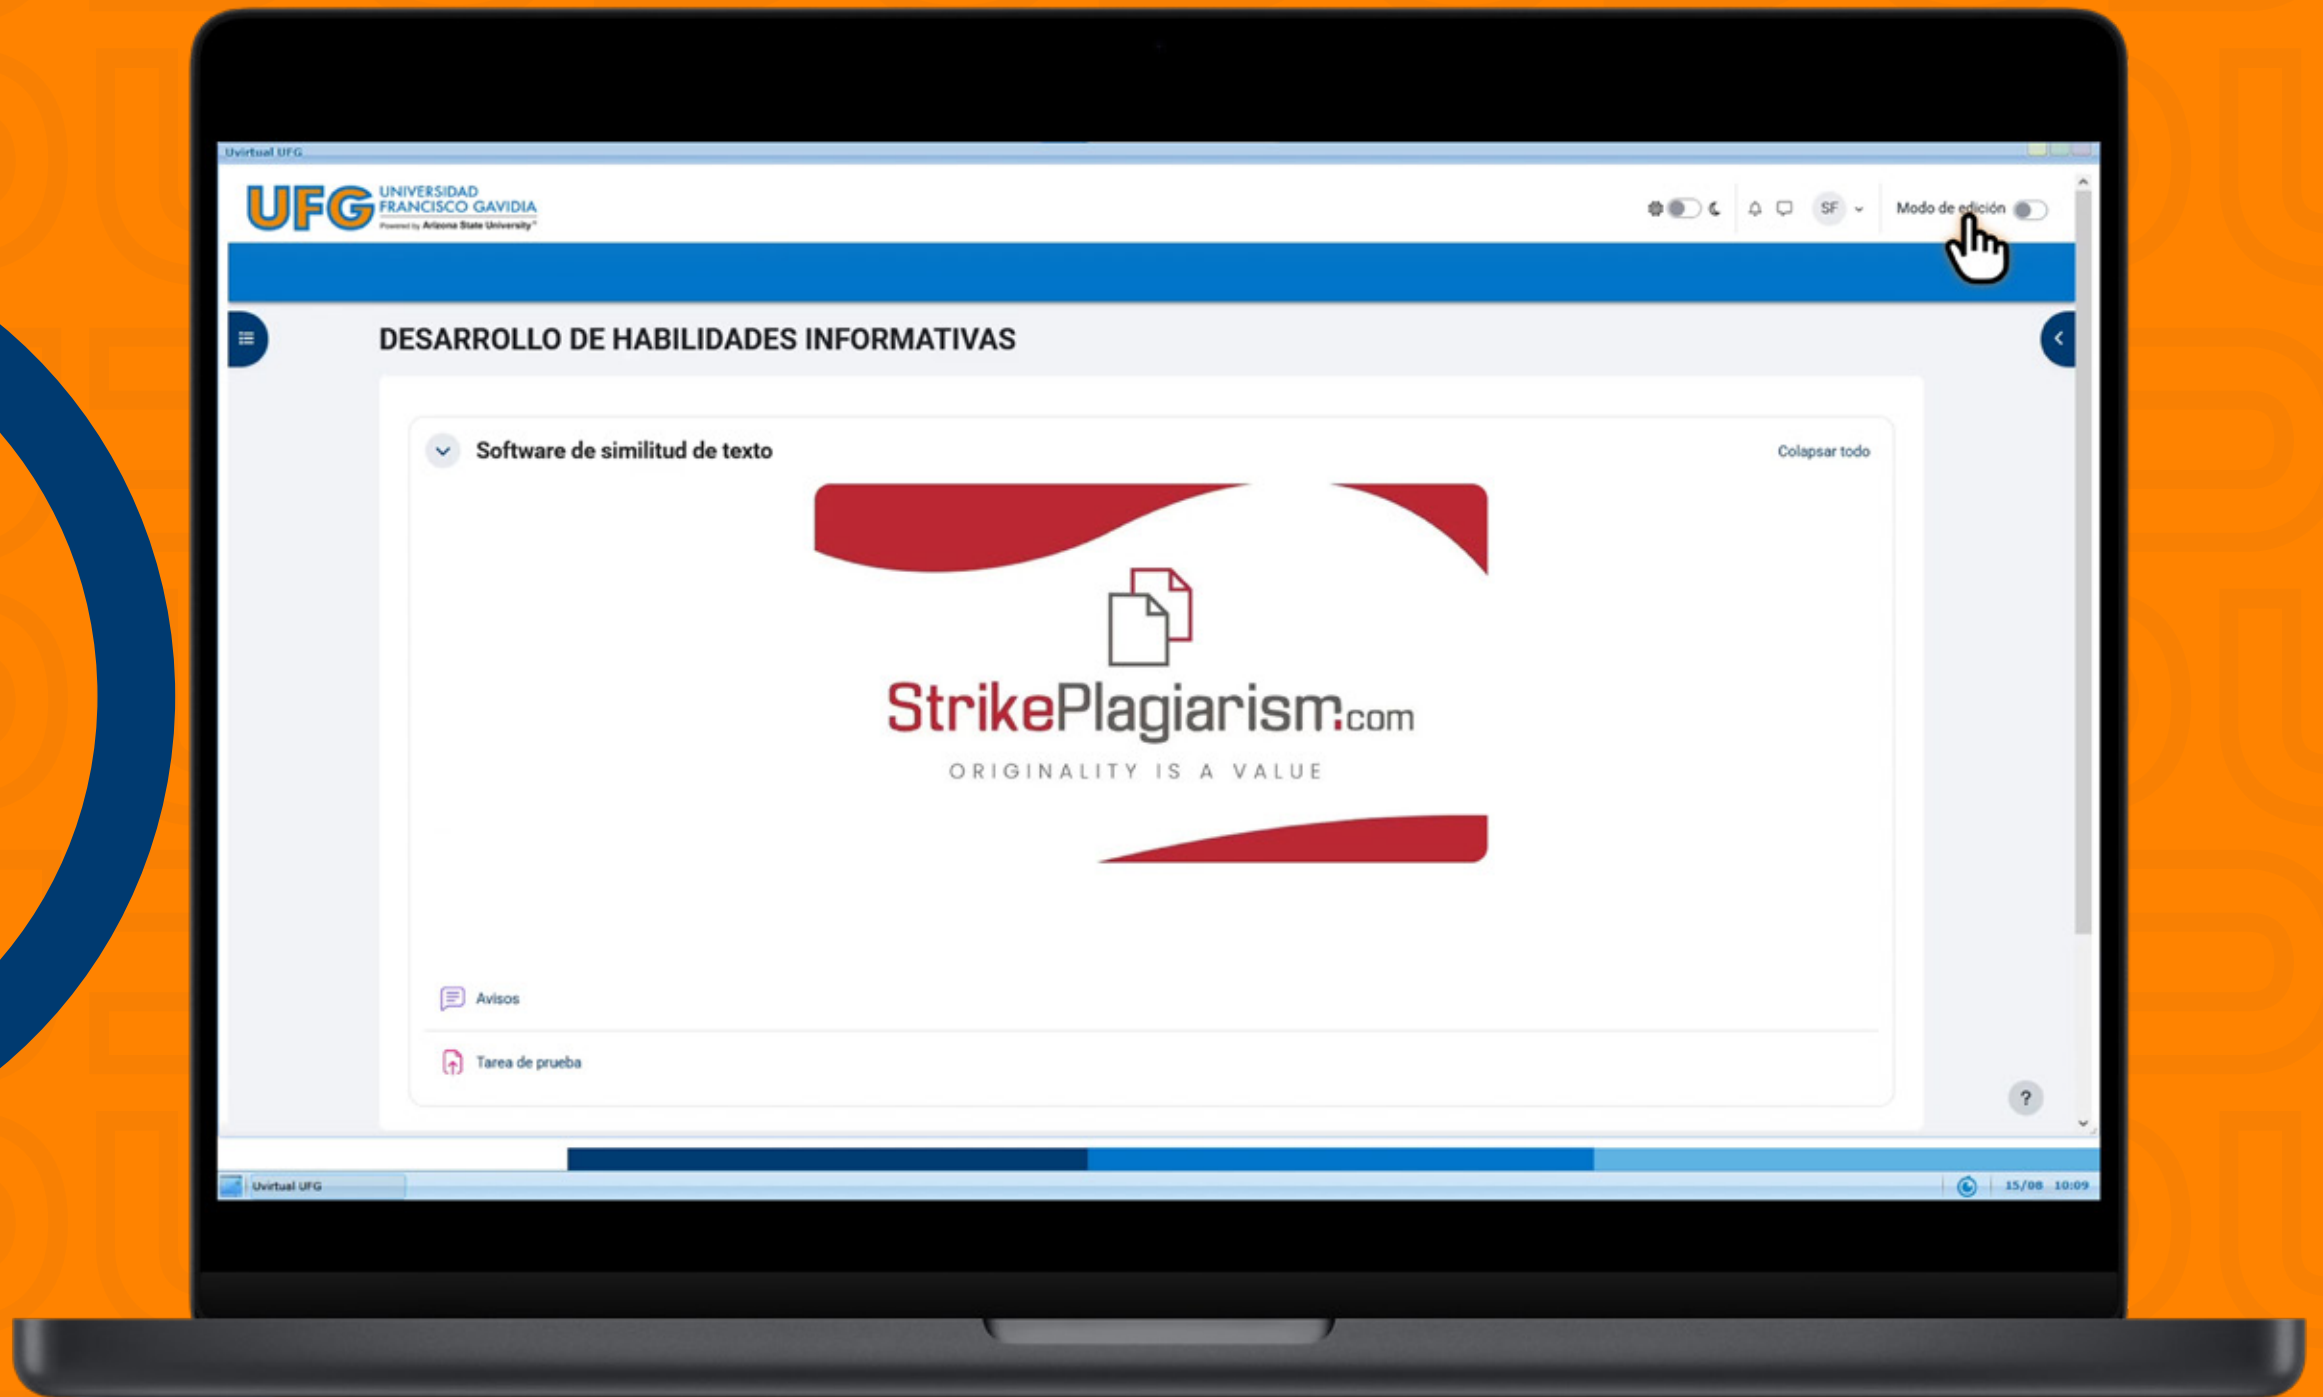 Uvirtual UFG
UFG
UNIVERSIDAD
FRANCISCO GAVIDIA
Powered by Arizona State University
SF
Modo de edición
DESARROLLO DE HABILIDADES INFORMATIVAS
Software de similitud de texto
Colapsar todo
StrikePlagiarism.com
ORIGINALITY IS A VALUE
Avisos
Tarea de prueba
?
Uvirtual UFG
15/08 10:09